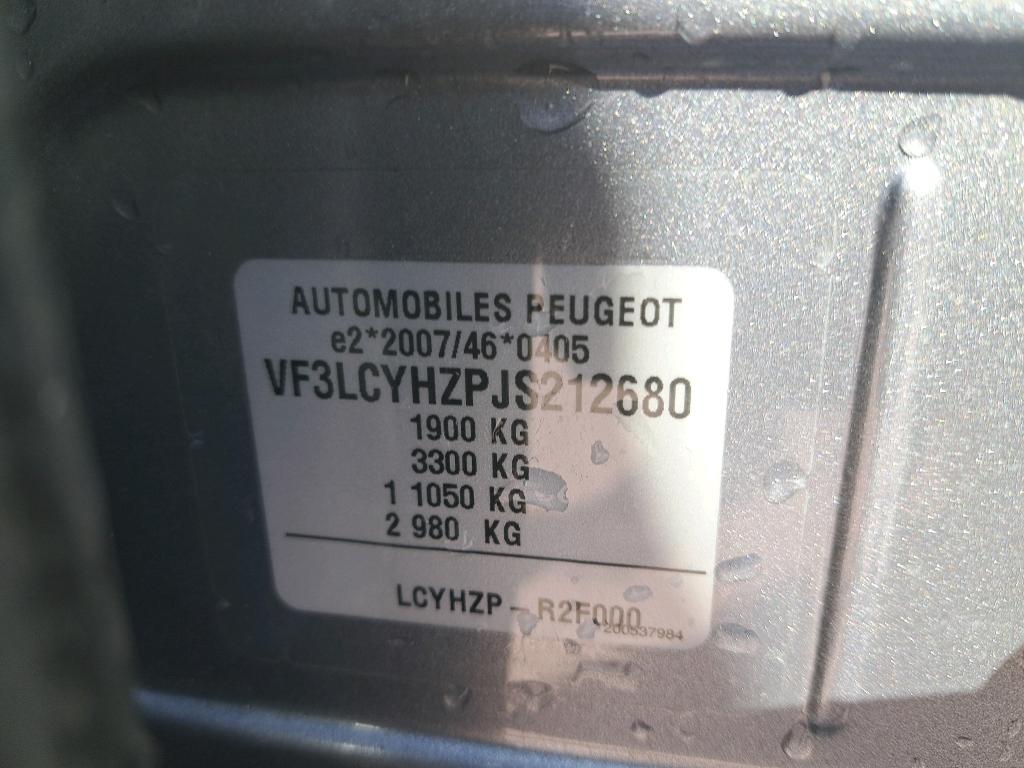 AUTOMOBILES PEUGEOT
e2*2007/46*0405
VF3LCYHZPJS212680
1900 KG
3300 KG
1 1050 KG
2 980 KG
LCYHZP - R2F000
200537984